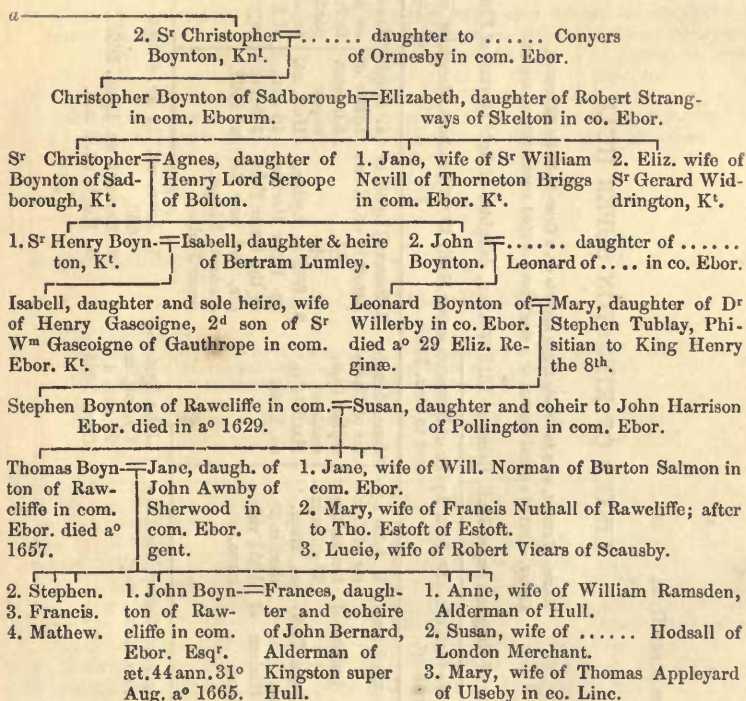 a
2. Sʳ Christopher=...... daughter to ...... Conyers
Boynton, Knᵗ. of Ormesby in com. Ebor.
Christopher Boynton of Sadborough=Elizabeth, daughter of Robert Strang-
in com. Eborum. ways of Skelton in co. Ebor.
Sʳ Christopher=Agnes, daughter of 1. Jane, wife of Sʳ William 2. Eliz. wife of
Boynton of Sad- Henry Lord Scroope Nevill of Thorneton Briggs Sʳ Gerard Wid-
borough, Kᵗ. of Bolton. in com. Ebor. Kᵗ. drington, Kᵗ.
1. Sʳ Henry Boyn-=Isabell, daughter & heire 2. John =...... daughter of ......
ton, Kᵗ. of Bertram Lumley. Boynton. Leonard of.... in co. Ebor.
Isabell, daughter and sole heire, wife Leonard Boynton of=Mary, daughter of Dʳ
of Henry Gascoigne, 2ᵈ son of Sʳ Willerby in co. Ebor. Stephen Tublay, Phi-
Wᵐ Gascoigne of Gauthrope in com. died aº 29 Eliz. Re- sitian to King Henry
Ebor. Kᵗ. ginæ. the 8ᵗʰ.
Stephen Boynton of Rawcliffe in com.=Susan, daughter and coheir to John Harrison
Ebor. died in aº 1629. of Pollington in com. Ebor.
Thomas Boyn-=Jane, daugh. of 1. Jane, wife of Will. Norman of Burton Salmon in
ton of Raw- John Awnby of com. Ebor.
cliffe in com. Sherwood in 2. Mary, wife of Francis Nuthall of Rawcliffe; after
Ebor. died aº com. Ebor. to Tho. Estoft of Estoft.
1657. gent. 3. Lucie, wife of Robert Vicars of Scausby.
2. Stephen. 1. John Boyn-=Frances, daugh- 1. Anne, wife of William Ramsden,
3. Francis. ton of Raw- ter and coheire Alderman of Hull.
4. Mathew. cliffe in com. of John Bernard, 2. Susan, wife of ...... Hodsall of
Ebor. Esqʳ. Alderman of London Merchant.
æt. 44 ann. 31º Kingston super 3. Mary, wife of Thomas Appleyard
Aug. aº 1665. Hull. of Ulseby in co. Linc.